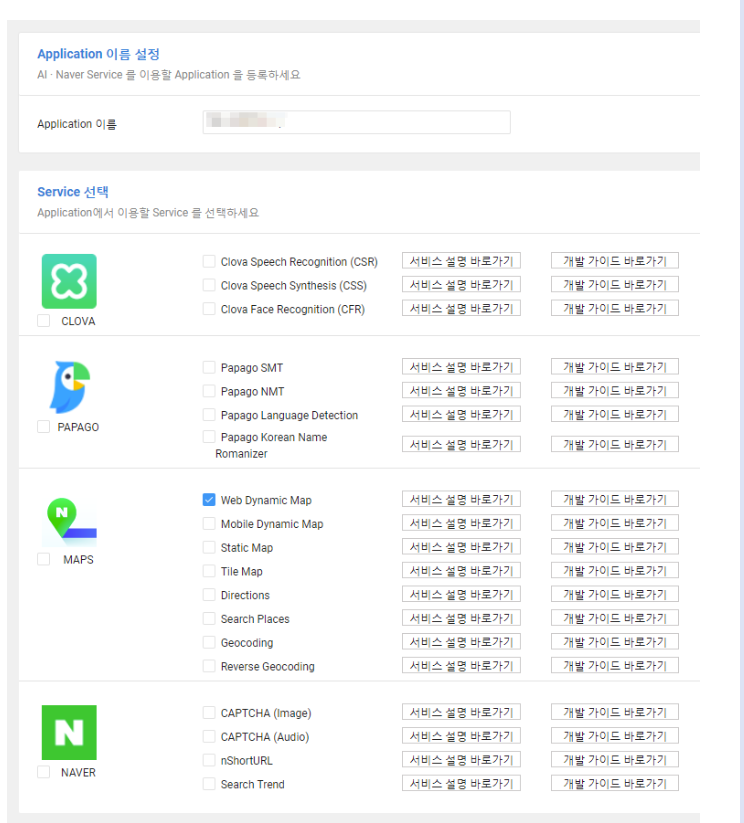 Application 이름 설정
AI · Naver Service 를 이용할 Application 을 등록하세요
Application 이름
Service 선택
Application에서 이용할 Service 를 선택하세요
Clova Speech Recognition (CSR) 서비스 설명 바로가기 개발 가이드 바로가기
Clova Speech Synthesis (CSS) 서비스 설명 바로가기 개발 가이드 바로가기
Clova Face Recognition (CFR) 서비스 설명 바로가기 개발 가이드 바로가기
CLOVA
Papago SMT 서비스 설명 바로가기 개발 가이드 바로가기
Papago NMT 서비스 설명 바로가기 개발 가이드 바로가기
Papago Language Detection 서비스 설명 바로가기 개발 가이드 바로가기
PAPAGO
Papago Korean Name
Romanizer 서비스 설명 바로가기 개발 가이드 바로가기
Web Dynamic Map 서비스 설명 바로가기 개발 가이드 바로가기
N
Mobile Dynamic Map 서비스 설명 바로가기 개발 가이드 바로가기
Static Map 서비스 설명 바로가기 개발 가이드 바로가기
MAPS
Tile Map 서비스 설명 바로가기 개발 가이드 바로가기
Directions 서비스 설명 바로가기 개발 가이드 바로가기
Search Places 서비스 설명 바로가기 개발 가이드 바로가기
Geocoding 서비스 설명 바로가기 개발 가이드 바로가기
Reverse Geocoding 서비스 설명 바로가기 개발 가이드 바로가기
CAPTCHA (Image) 서비스 설명 바로가기 개발 가이드 바로가기
N
CAPTCHA (Audio) 서비스 설명 바로가기 개발 가이드 바로가기
nShortURL 서비스 설명 바로가기 개발 가이드 바로가기
NAVER
Search Trend 서비스 설명 바로가기 개발 가이드 바로가기